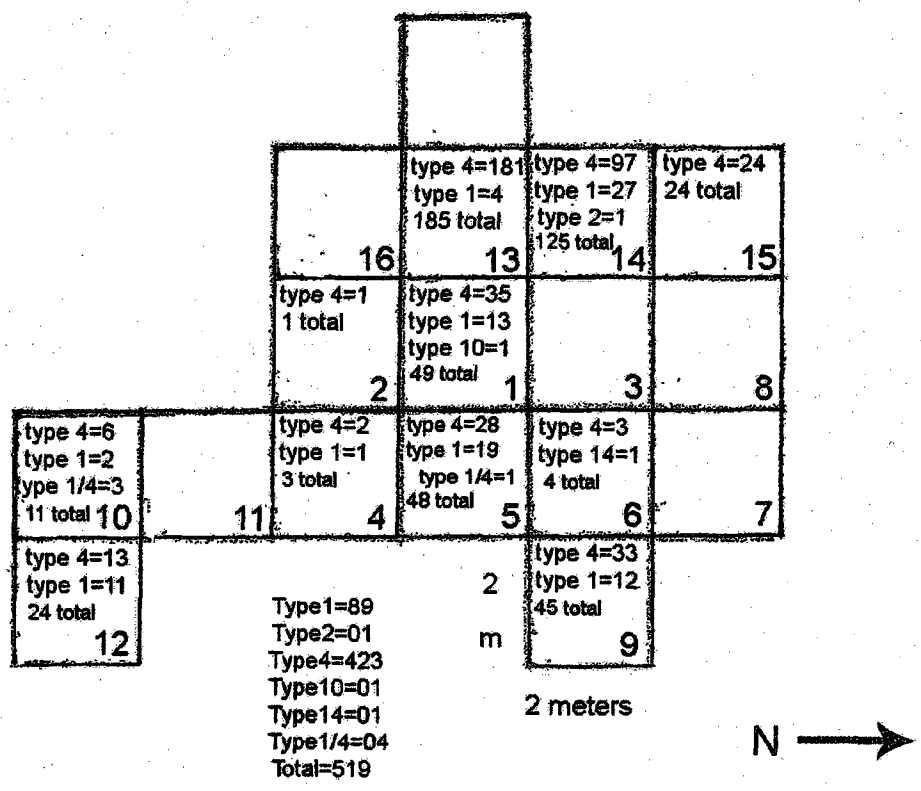 type 4=181
type 1=4
185 total
13
type 4=97
type 1=27
type 2=1
125 total
14
type 4=24
24 total
15
16
type 4=1
1 total
2
type 4=35
type 1=13
type 10=1
49 total
1
3
8
type 4=6
type 1=2
ype 1/4=3
11 total 10
11
type 4=2
type 1=1
3 total
4
type 4=28
type 1=19
type 1/4=1
48 total
5
type 4=3
type 14=1
4 total
6
7
type 4=13
type 1=11
24 total
12
type 4=33
type 1=12
45 total
9
2
m
2 meters
Type1=89
Type2=01
Type4=423
Type10=01
Type14=01
Type1/4=04
Total=519
N